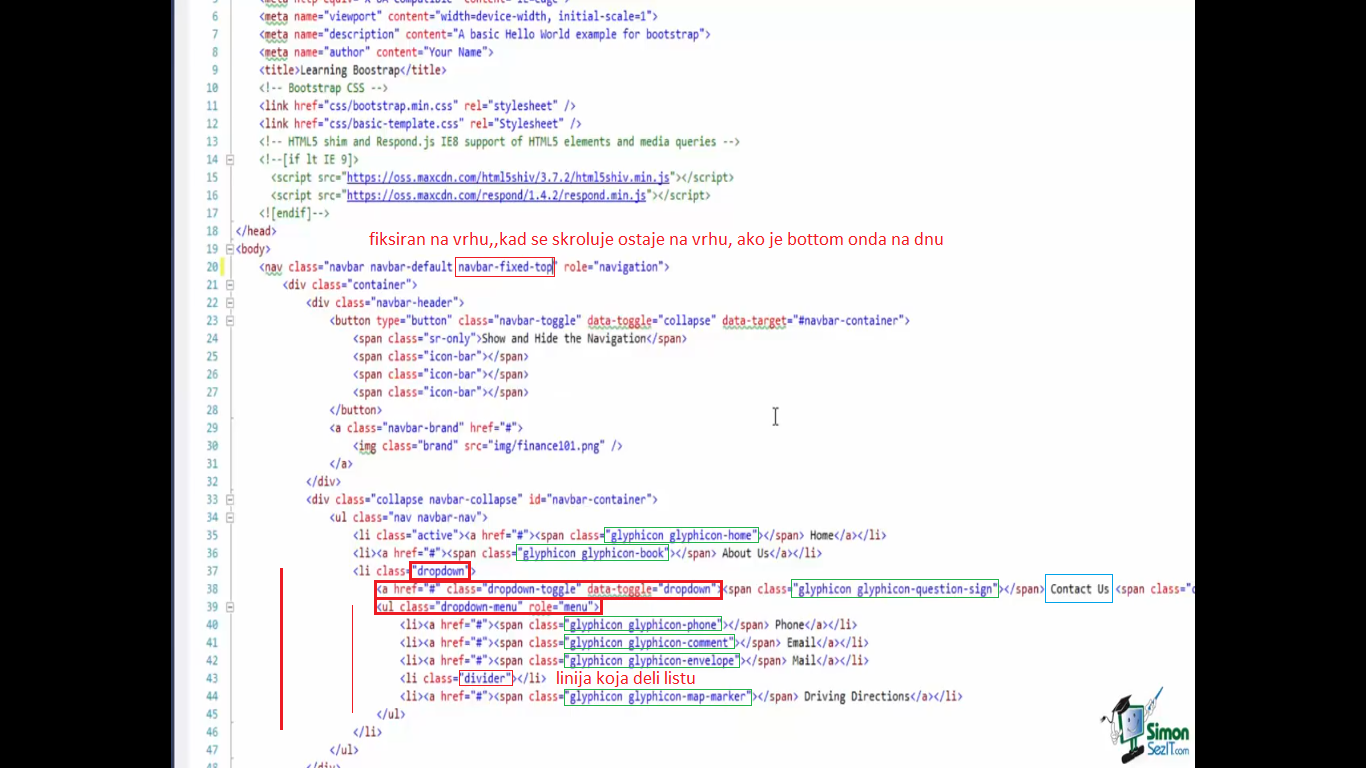 5 <meta http-equiv="X-UA-Compatible" content="IE=edge">
6 <meta name="viewport" content="width=device-width, initial-scale=1">
7 <meta name="description" content="A basic Hello World example for bootstrap">
8 <meta name="author" content="Your Name">
9 <title>Learning Boostrap</title>
10 <!-- Bootstrap CSS -->
11 <link href="css/bootstrap.min.css" rel="stylesheet" />
12 <link href="css/basic-template.css" rel="Stylesheet" />
13 <!-- HTML5 shim and Respond.js IE8 support of HTML5 elements and media queries -->
14 <!--[if lt IE 9]>
15 <script src="https://oss.maxcdn.com/html5shiv/3.7.2/html5shiv.min.js"></script>
16 <script src="https://oss.maxcdn.com/respond/1.4.2/respond.min.js"></script>
17 <![endif]-->
18 </head>
fiksiran na vrhu,,kad se skroluje ostaje na vrhu, ako je bottom onda na dnu
19 <body>
20 <nav class="navbar navbar-default navbar-fixed-top" role="navigation">
21 <div class="container">
22 <div class="navbar-header">
23 <button type="button" class="navbar-toggle" data-toggle="collapse" data-target="#navbar-container">
24 <span class="sr-only">Show and Hide the Navigation</span>
25 <span class="icon-bar"></span>
26 <span class="icon-bar"></span>
27 <span class="icon-bar"></span>
28 </button>
29 <a class="navbar-brand" href="#">
30 <img class="brand" src="img/finance101.png" />
31 </a>
32 </div>
33 <div class="collapse navbar-collapse" id="navbar-container">
34 <ul class="nav navbar-nav">
35 <li class="active"><a href="#"><span class="glyphicon glyphicon-home"></span> Home</a></li>
36 <li><a href="#"><span class="glyphicon glyphicon-book"></span> About Us</a></li>
37 <li class="dropdown">
38 <a href="#" class="dropdown-toggle" data-toggle="dropdown"><span class="glyphicon glyphicon-question-sign"></span> Contact Us <span class="c
39 <ul class="dropdown-menu" role="menu">
40 <li><a href="#"><span class="glyphicon glyphicon-phone"></span> Phone</a></li>
41 <li><a href="#"><span class="glyphicon glyphicon-comment"></span> Email</a></li>
42 <li><a href="#"><span class="glyphicon glyphicon-envelope"></span> Mail</a></li>
43 <li class="divider"></li> linija koja deli listu
44 <li><a href="#"><span class="glyphicon glyphicon-map-marker"></span> Driving Directions</a></li>
45 </ul>
46 </li>
47 </ul>
48 </div>
Simon
SezIT.com